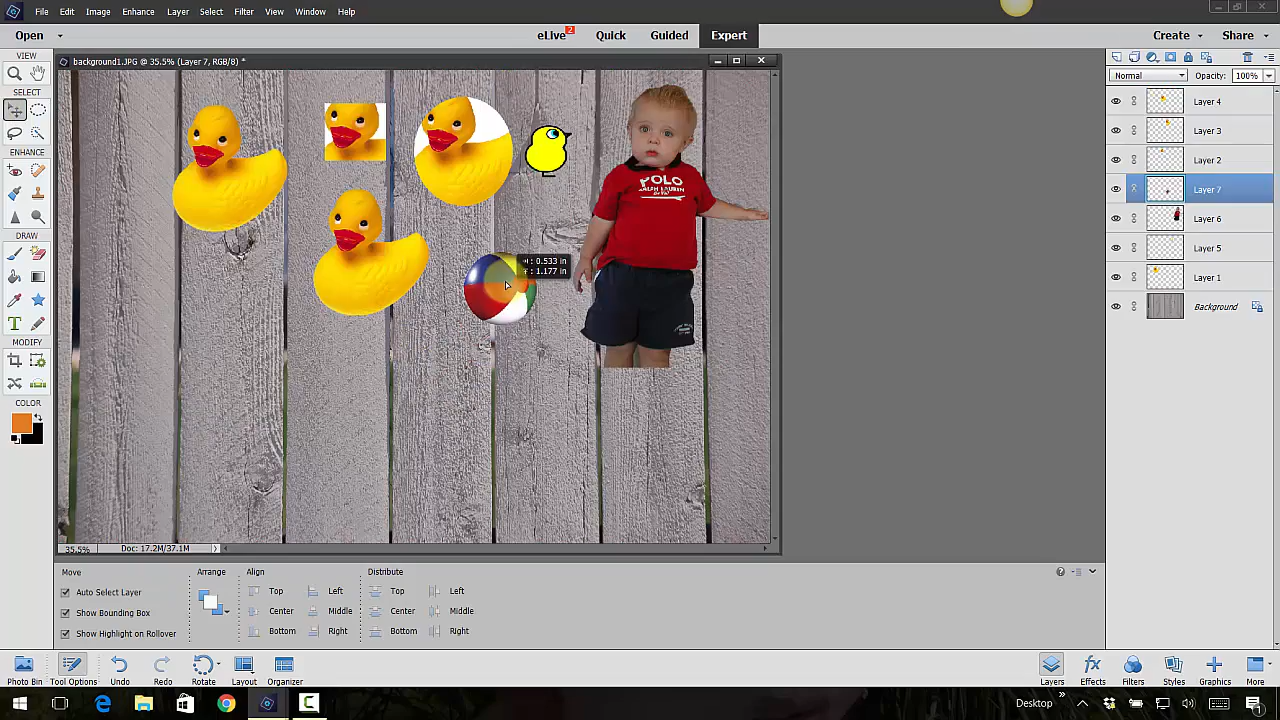 File Edit Image Enhance Layer Select Filter View Window Help
Open eLive 2 Quick Guided Expert Create Share
VIEW
background1.JPG @ 35.5% (Layer 7, RGB/8) *
Normal Opacity: 100%
SELECT
Layer 4
Layer 3
Layer 2
ENHANCE
Layer 7
POLO
RALPH LAUREN
Layer 6
DRAW
Layer 5
: 0.533 in
: 1.177 in
Layer 1
Background
MODIFY
COLOR
35.5% Doc: 17.2M/37.1M
Move Arrange Align Distribute
Auto Select Layer Top Left Top Left
Show Bounding Box Center Middle Center Middle
Show Highlight on Rollover Bottom Right Bottom Right
Photo Bin Tool Options Undo Redo Rotate Layout Organizer Layers Effects Filters Styles Graphics More
Desktop